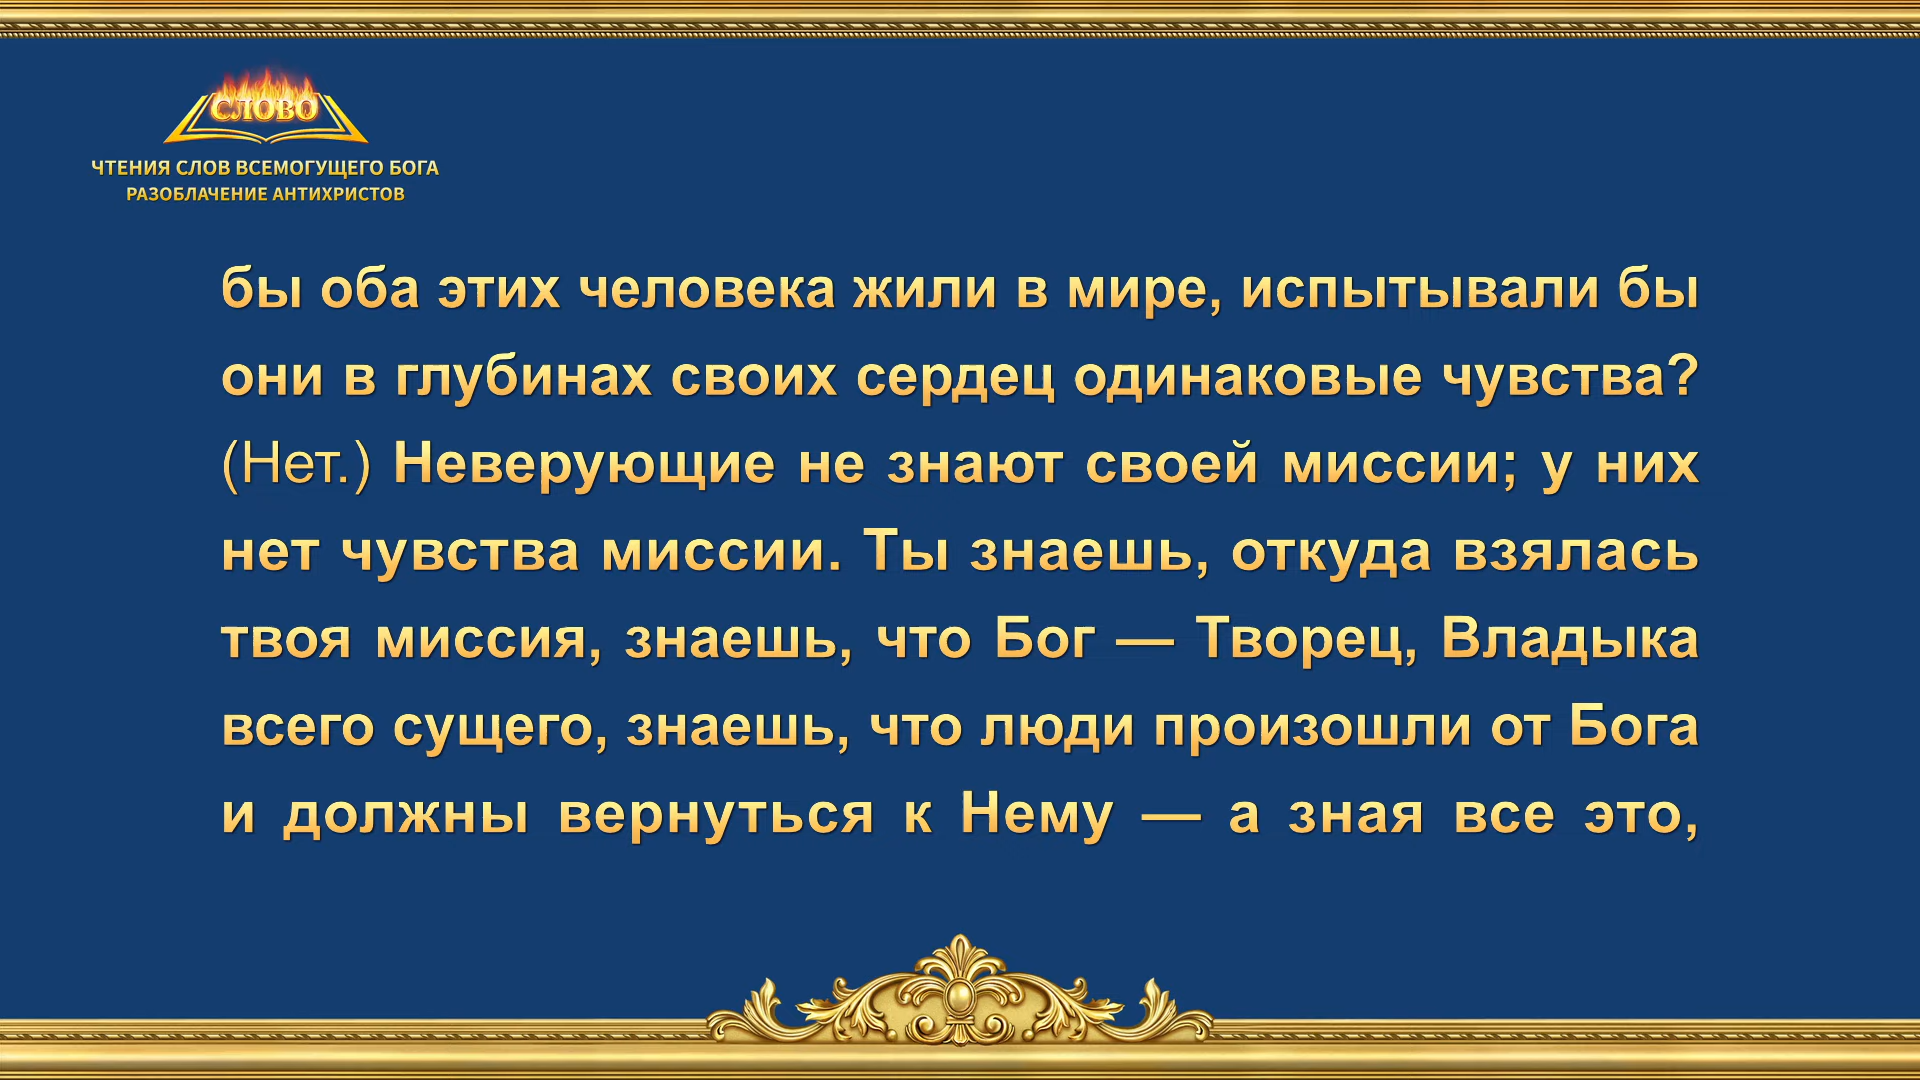 СЛОВО
ЧТЕНИЯ СЛОВ ВСЕМОГУЩЕГО БОГА
РАЗОБЛАЧЕНИЕ АНТИХРИСТОВ
бы оба этих человека жили в мире, испытывали бы
они в глубинах своих сердец одинаковые чувства?
(Нет.) Неверующие не знают своей миссии; у них
нет чувства миссии. Ты знаешь, откуда взялась
твоя миссия, знаешь, что Бог — Творец, Владыка
всего сущего, знаешь, что люди произошли от Бога
и должны вернуться к Нему — а зная все это,